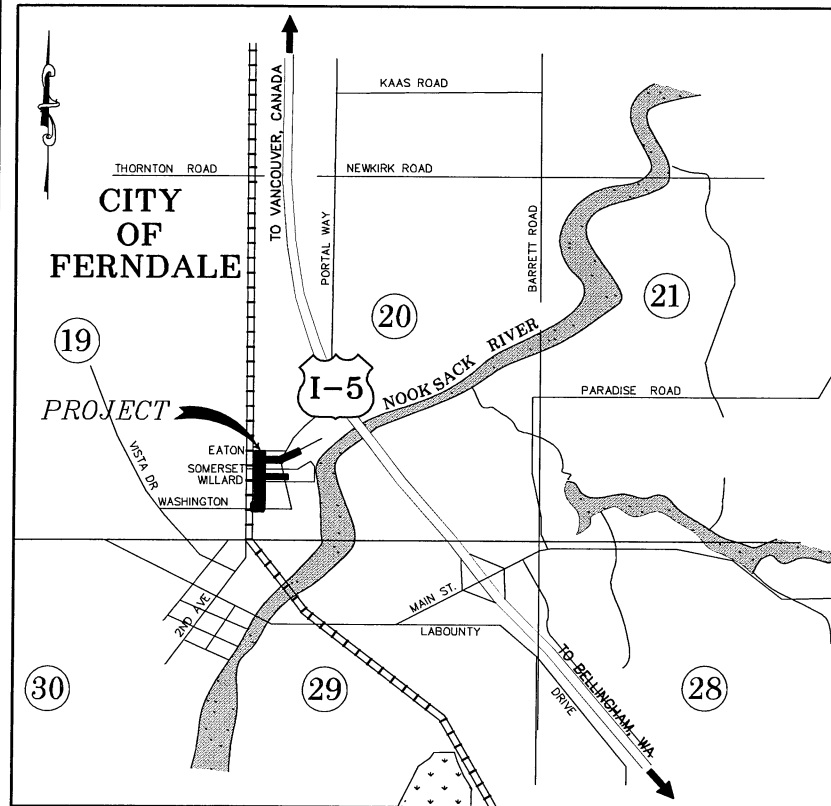 KAAS ROAD
TO VANCOUVER, CANADA
THORNTON ROAD
NEWKIRK ROAD
CITY
OF
FERNDALE
PORTAL WAY
BARRETT ROAD
21
20
19
NOOKSACK RIVER
I-5
PARADISE ROAD
PROJECT
EATON
SOMERSET
WILLARD
VISTA DR
WASHINGTON
MAIN ST.
2ND AVE
LABOUNTY
DRIVE
TO BELLINGHAM, WA.
30
29
28